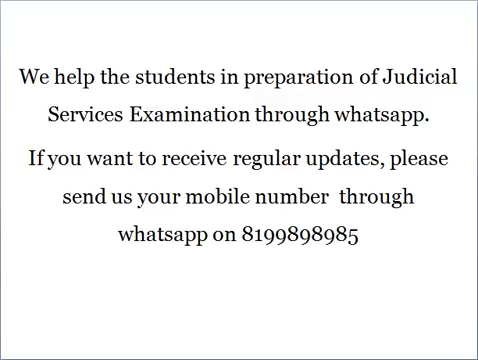 We help the students in preparation of Judicial
Services Examination through whatsapp.
If you want to receive regular updates, please
send us your mobile number through
whatsapp on 8199898985